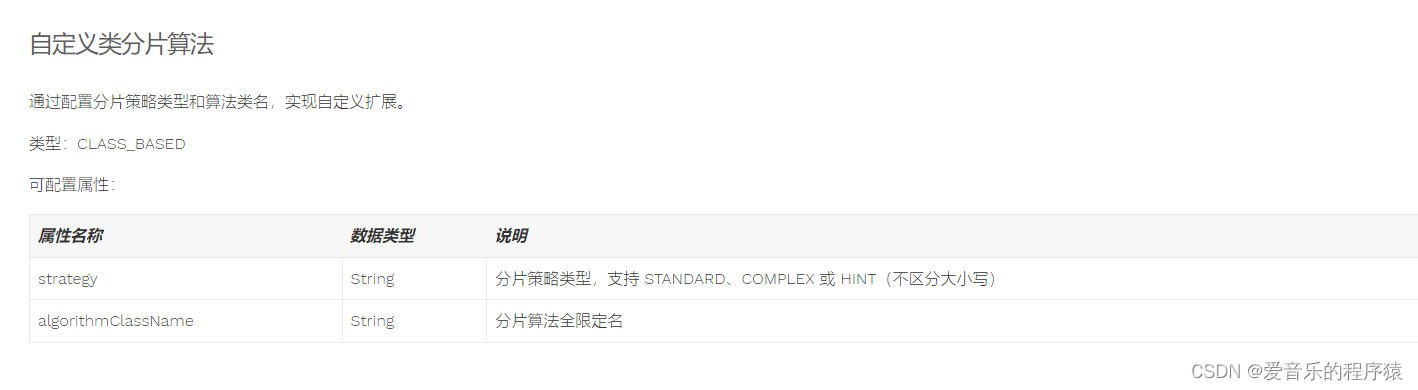 自定义类分片算法
通过配置分片策略类型和算法类名，实现自定义扩展。
类型：CLASS_BASED
可配置属性：
属性名称 数据类型 说明
strategy String 分片策略类型，支持 STANDARD、COMPLEX 或 HINT（不区分大小写）
algorithmClassName String 分片算法全限定名
CSDN @爱音乐的程序猿